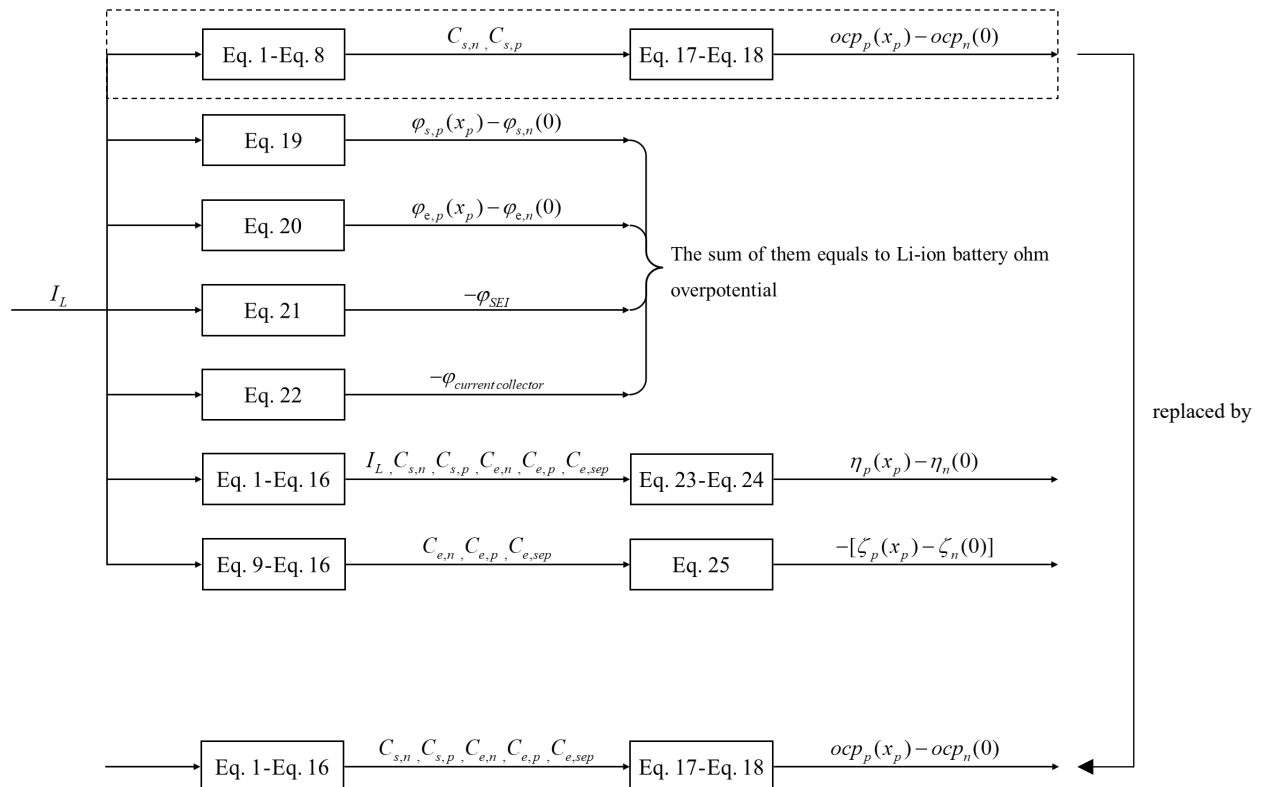 Eq. 1-Eq. 8
C_{s,n} ,C_{s,p}
Eq. 17-Eq. 18
ocp_p(x_p)-ocp_n(0)
Eq. 19
φ_{s,p}(x_p)-φ_{s,n}(0)
Eq. 20
φ_{e,p}(x_p)-φ_{e,n}(0)
The sum of them equals to Li-ion battery ohm
overpotential
I_L
Eq. 21
-φ_{SEI}
Eq. 22
-φ_{current collector}
replaced by
Eq. 1-Eq. 16
I_L ,C_{s,n} ,C_{s,p} ,C_{e,n} ,C_{e,p} ,C_{e,sep}
Eq. 23-Eq. 24
η_p(x_p)-η_n(0)
Eq. 9-Eq. 16
C_{e,n} ,C_{e,p} ,C_{e,sep}
Eq. 25
-[ζ_p(x_p)-ζ_n(0)]
Eq. 1-Eq. 16
C_{s,n} ,C_{s,p} ,C_{e,n} ,C_{e,p} ,C_{e,sep}
Eq. 17-Eq. 18
ocp_p(x_p)-ocp_n(0)